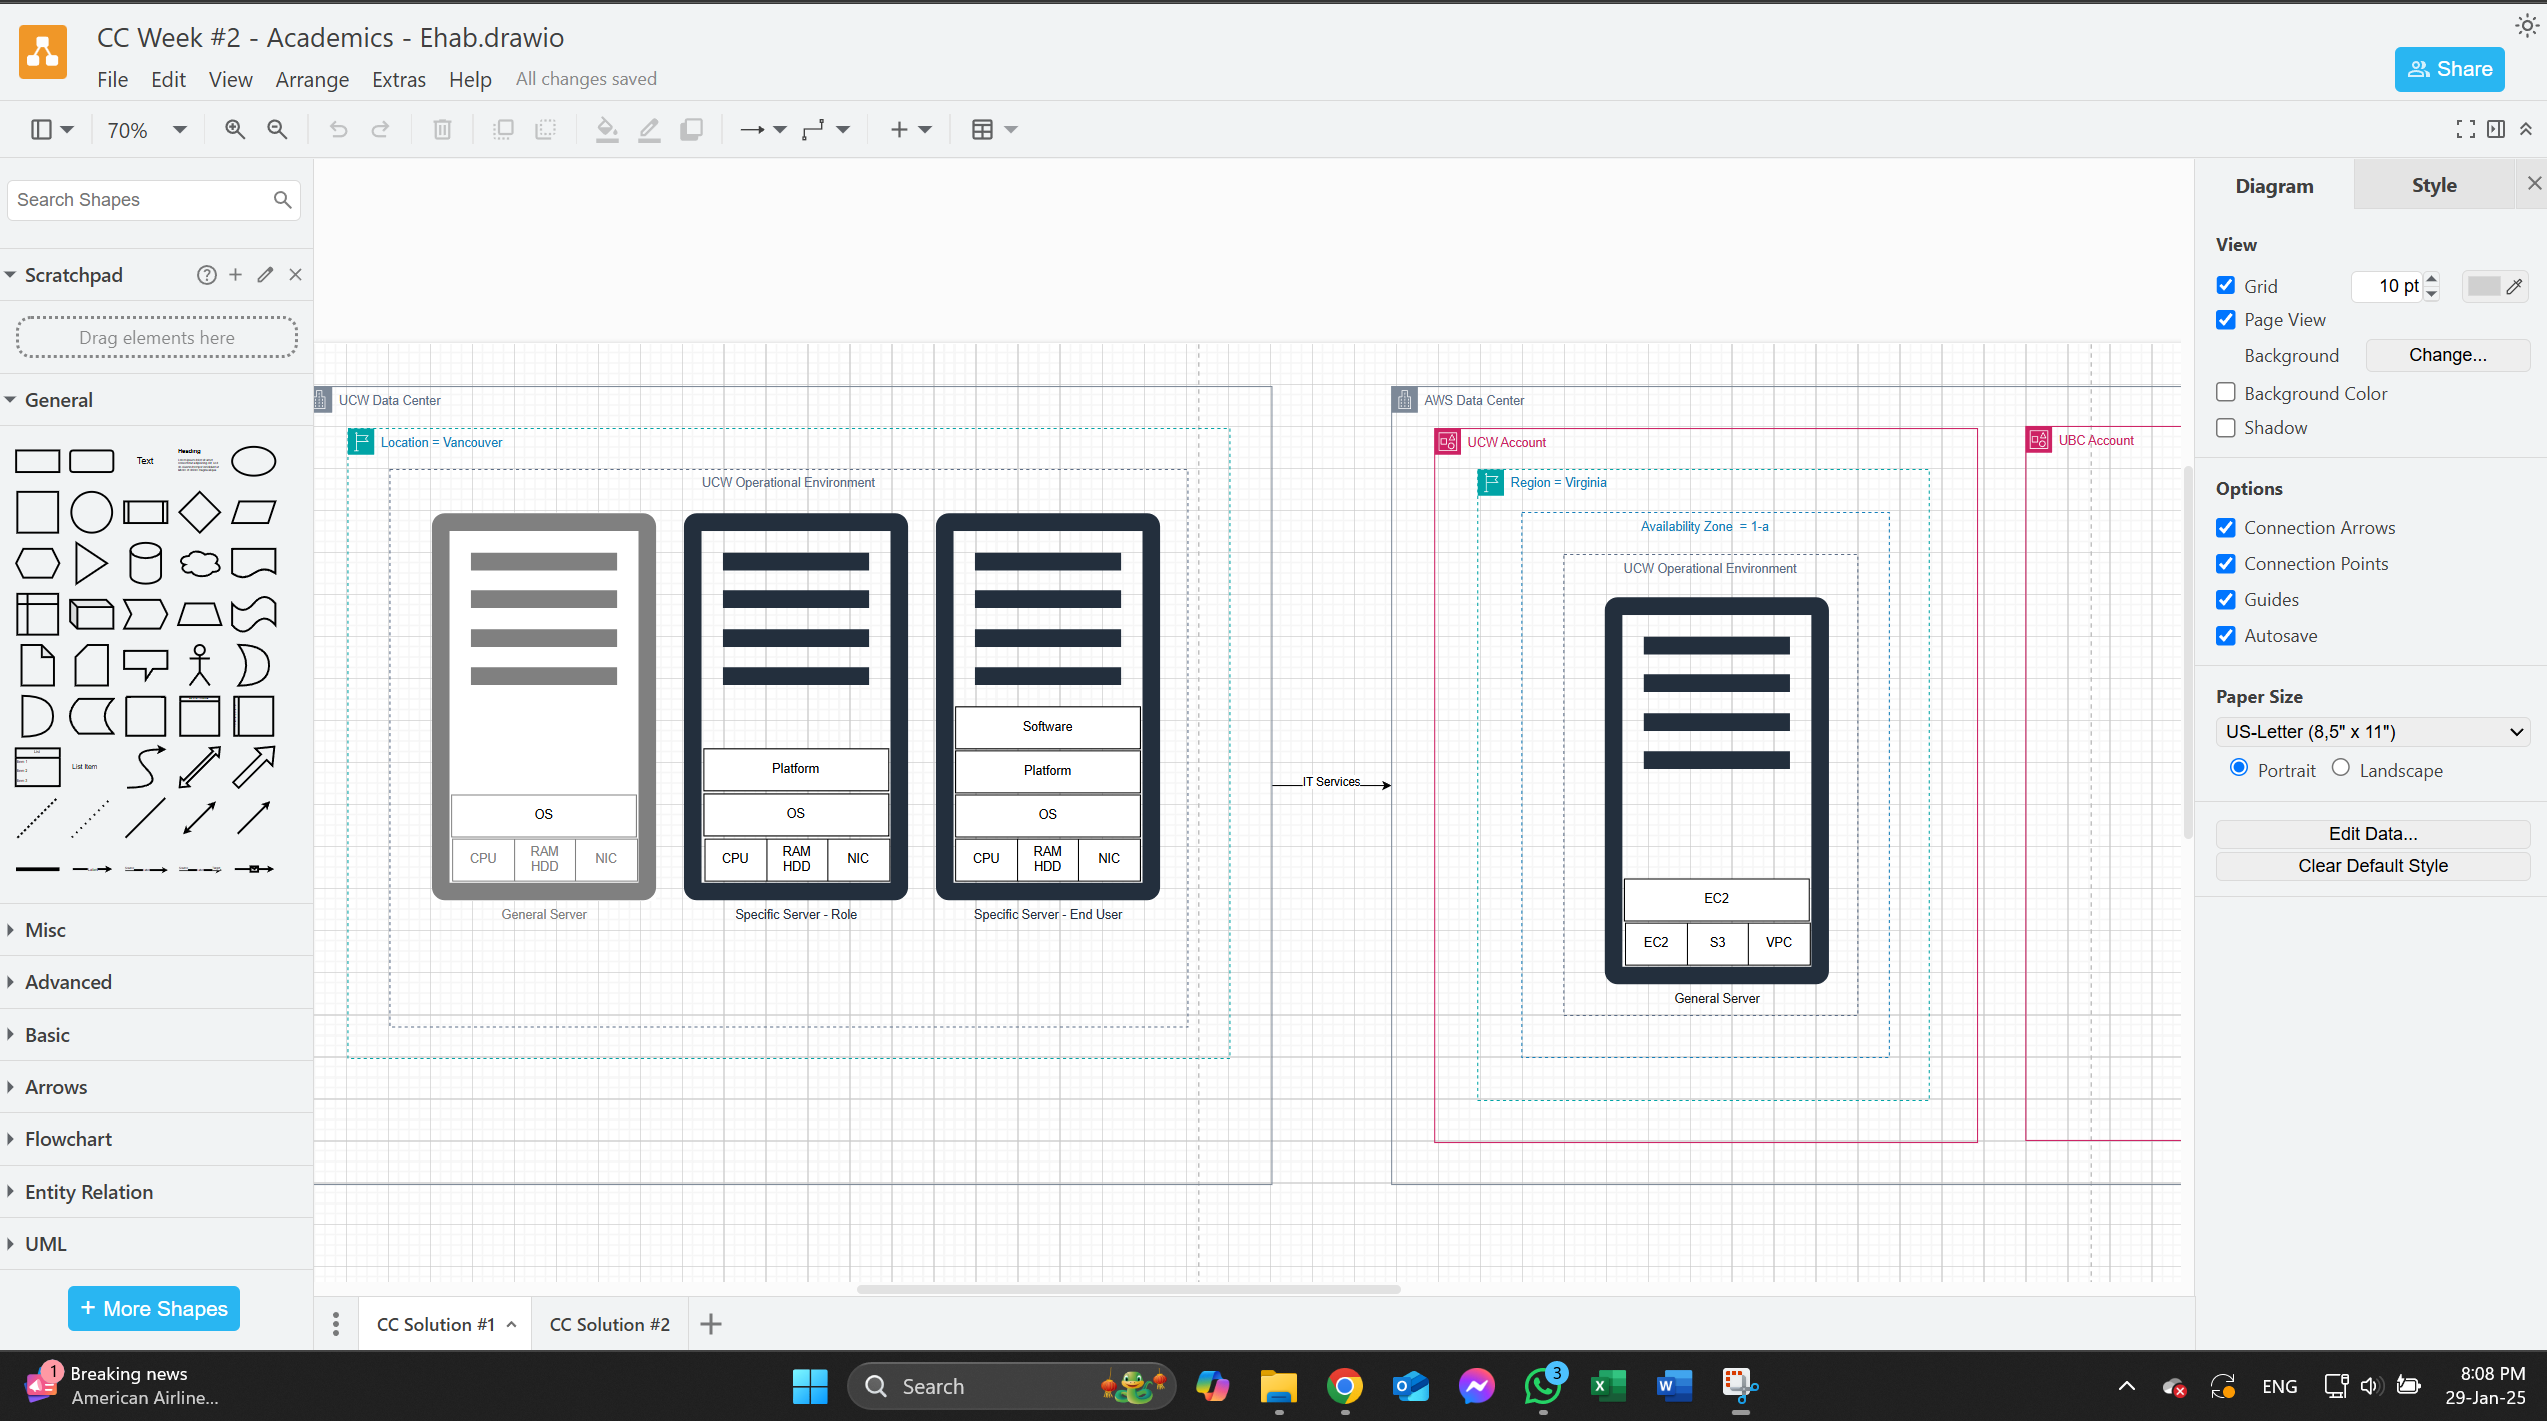 CC Week #2 - Academics - Ehab.drawio
File Edit View Arrange Extras Help All changes saved
Share
70%
Search Shapes
Scratchpad
Drag elements here
General
Text
Heading
List Item
Misc
Advanced
Basic
Arrows
Flowchart
Entity Relation
UML
+ More Shapes
UCW Data Center
Location = Vancouver
UCW Operational Environment
OS
CPU
RAM
HDD
NIC
General Server
Platform
OS
CPU
RAM
HDD
NIC
Specific Server - Role
Software
Platform
OS
CPU
RAM
HDD
NIC
Specific Server - End User
IT Services
AWS Data Center
UCW Account
Region = Virginia
Availability Zone = 1-a
UCW Operational Environment
EC2
EC2
S3
VPC
General Server
UBC Account
CC Solution #1
CC Solution #2
Diagram
Style
View
Grid
10 pt
Page View
Background
Change...
Background Color
Shadow
Options
Connection Arrows
Connection Points
Guides
Autosave
Paper Size
US-Letter (8,5" x 11")
Portrait
Landscape
Edit Data...
Clear Default Style
1
Breaking news
American Airline...
Search
3
ENG
8:08 PM
29-Jan-25